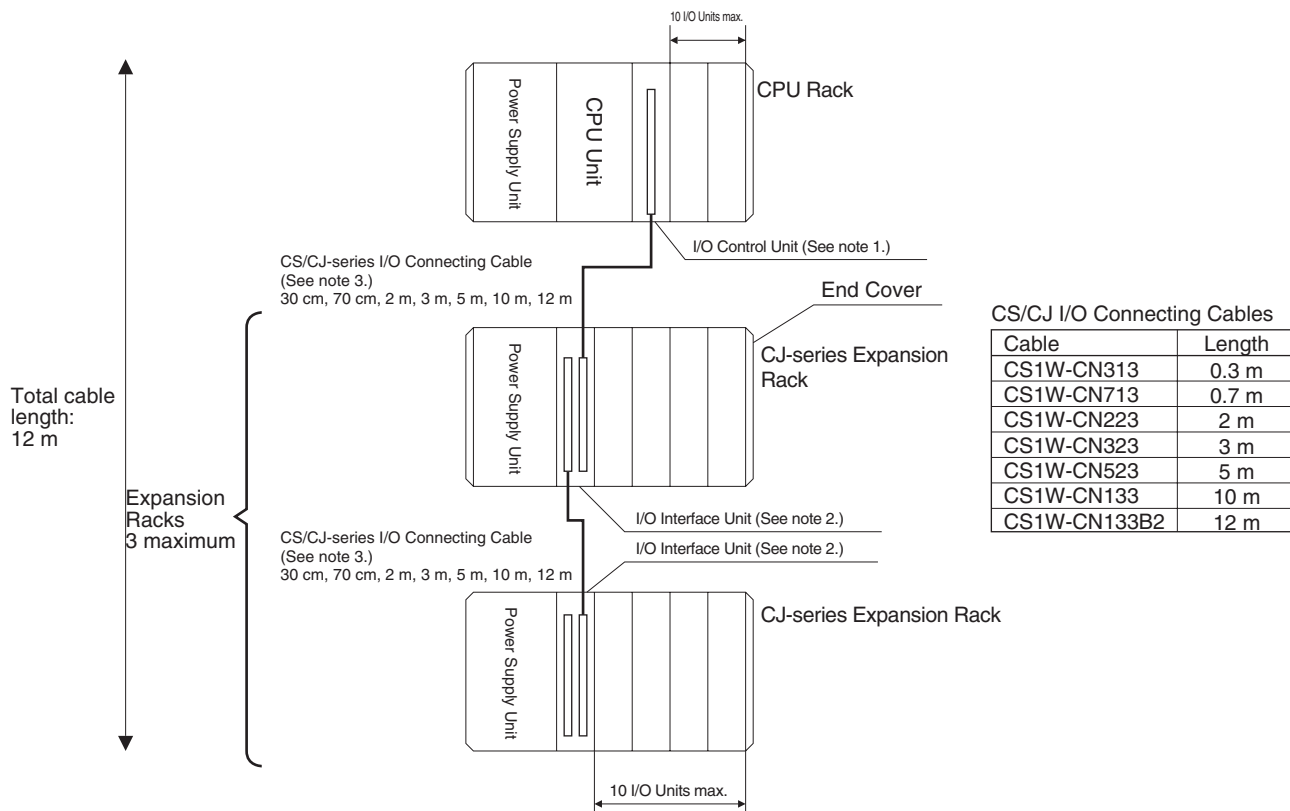 10 I/O Units max.
Power Supply Unit
CPU Unit
CPU Rack
I/O Control Unit (See note 1.)
CS/CJ-series I/O Connecting Cable
(See note 3.)
30 cm, 70 cm, 2 m, 3 m, 5 m, 10 m, 12 m
End Cover
Power Supply Unit
CJ-series Expansion
Rack
Total cable
length:
12 m
Expansion
Racks
3 maximum
I/O Interface Unit (See note 2.)
CS/CJ-series I/O Connecting Cable
(See note 3.)
30 cm, 70 cm, 2 m, 3 m, 5 m, 10 m, 12 m
I/O Interface Unit (See note 2.)
Power Supply Unit
CJ-series Expansion Rack
10 I/O Units max.
CS/CJ I/O Connecting Cables
Cable Length
CS1W-CN313 0.3 m
CS1W-CN713 0.7 m
CS1W-CN223 2 m
CS1W-CN323 3 m
CS1W-CN523 5 m
CS1W-CN133 10 m
CS1W-CN133B2 12 m